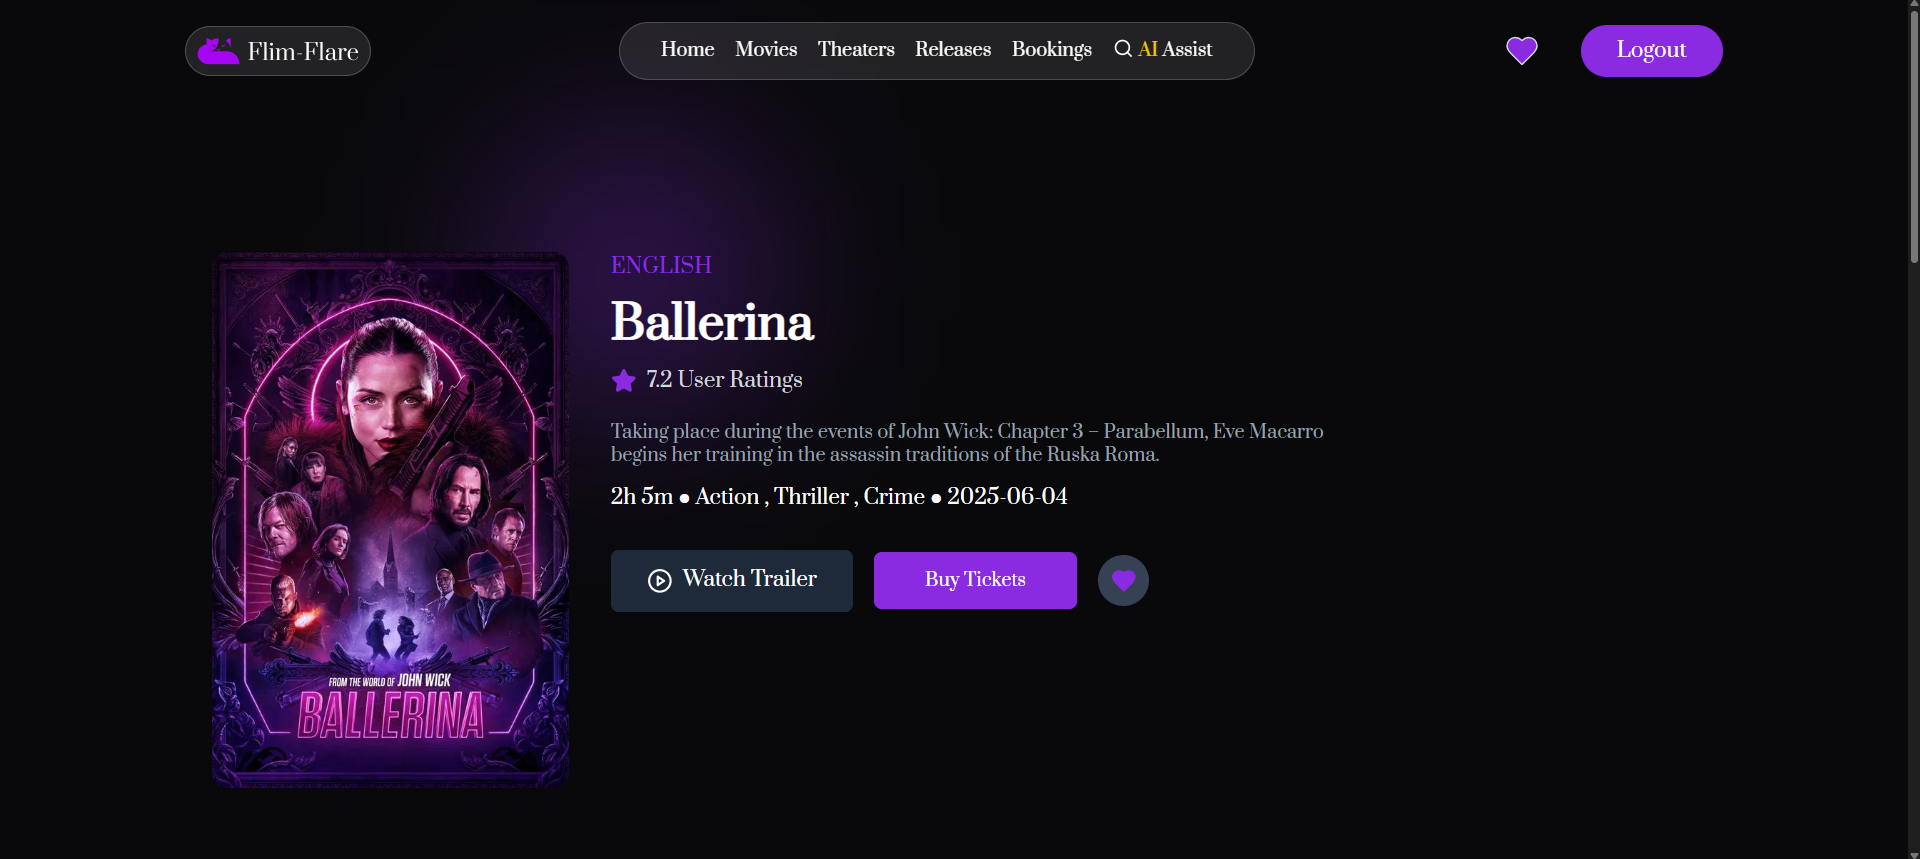 Flim-Flare
Home Movies Theaters Releases Bookings AI Assist
Logout
ENGLISH
Ballerina
7.2 User Ratings
Taking place during the events of John Wick: Chapter 3 – Parabellum, Eve Macarro
begins her training in the assassin traditions of the Ruska Roma.
2h 5m ● Action , Thriller , Crime ● 2025-06-04
Watch Trailer
Buy Tickets
FROM THE WORLD OF JOHN WICK
BALLERINA